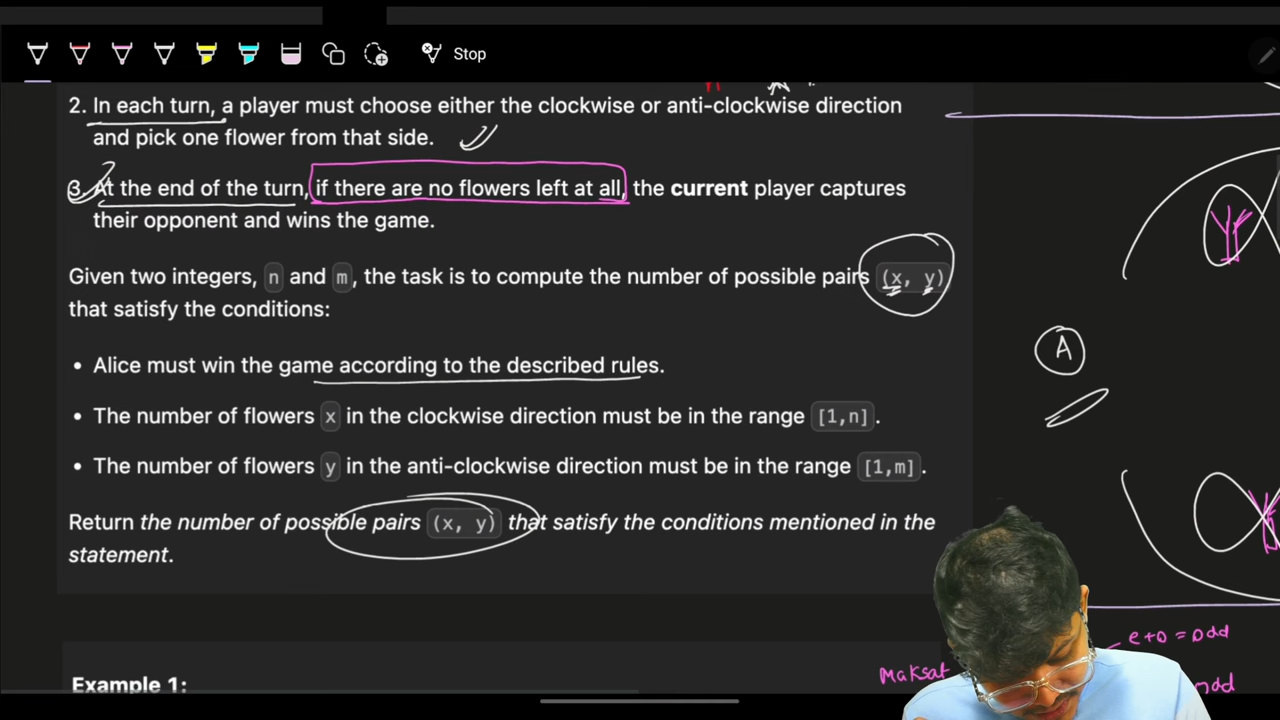 Stop
2. In each turn, a player must choose either the clockwise or anti-clockwise direction
and pick one flower from that side.
3. At the end of the turn, if there are no flowers left at all, the current player captures
their opponent and wins the game.
Given two integers, n and m, the task is to compute the number of possible pairs (x, y)
that satisfy the conditions:
• Alice must win the game according to the described rules.
A
• The number of flowers x in the clockwise direction must be in the range [1,n].
• The number of flowers y in the anti-clockwise direction must be in the range [1,m].
Return the number of possible pairs (x, y) that satisfy the conditions mentioned in the
statement.
e+o = odd
Maksat
Example 1: